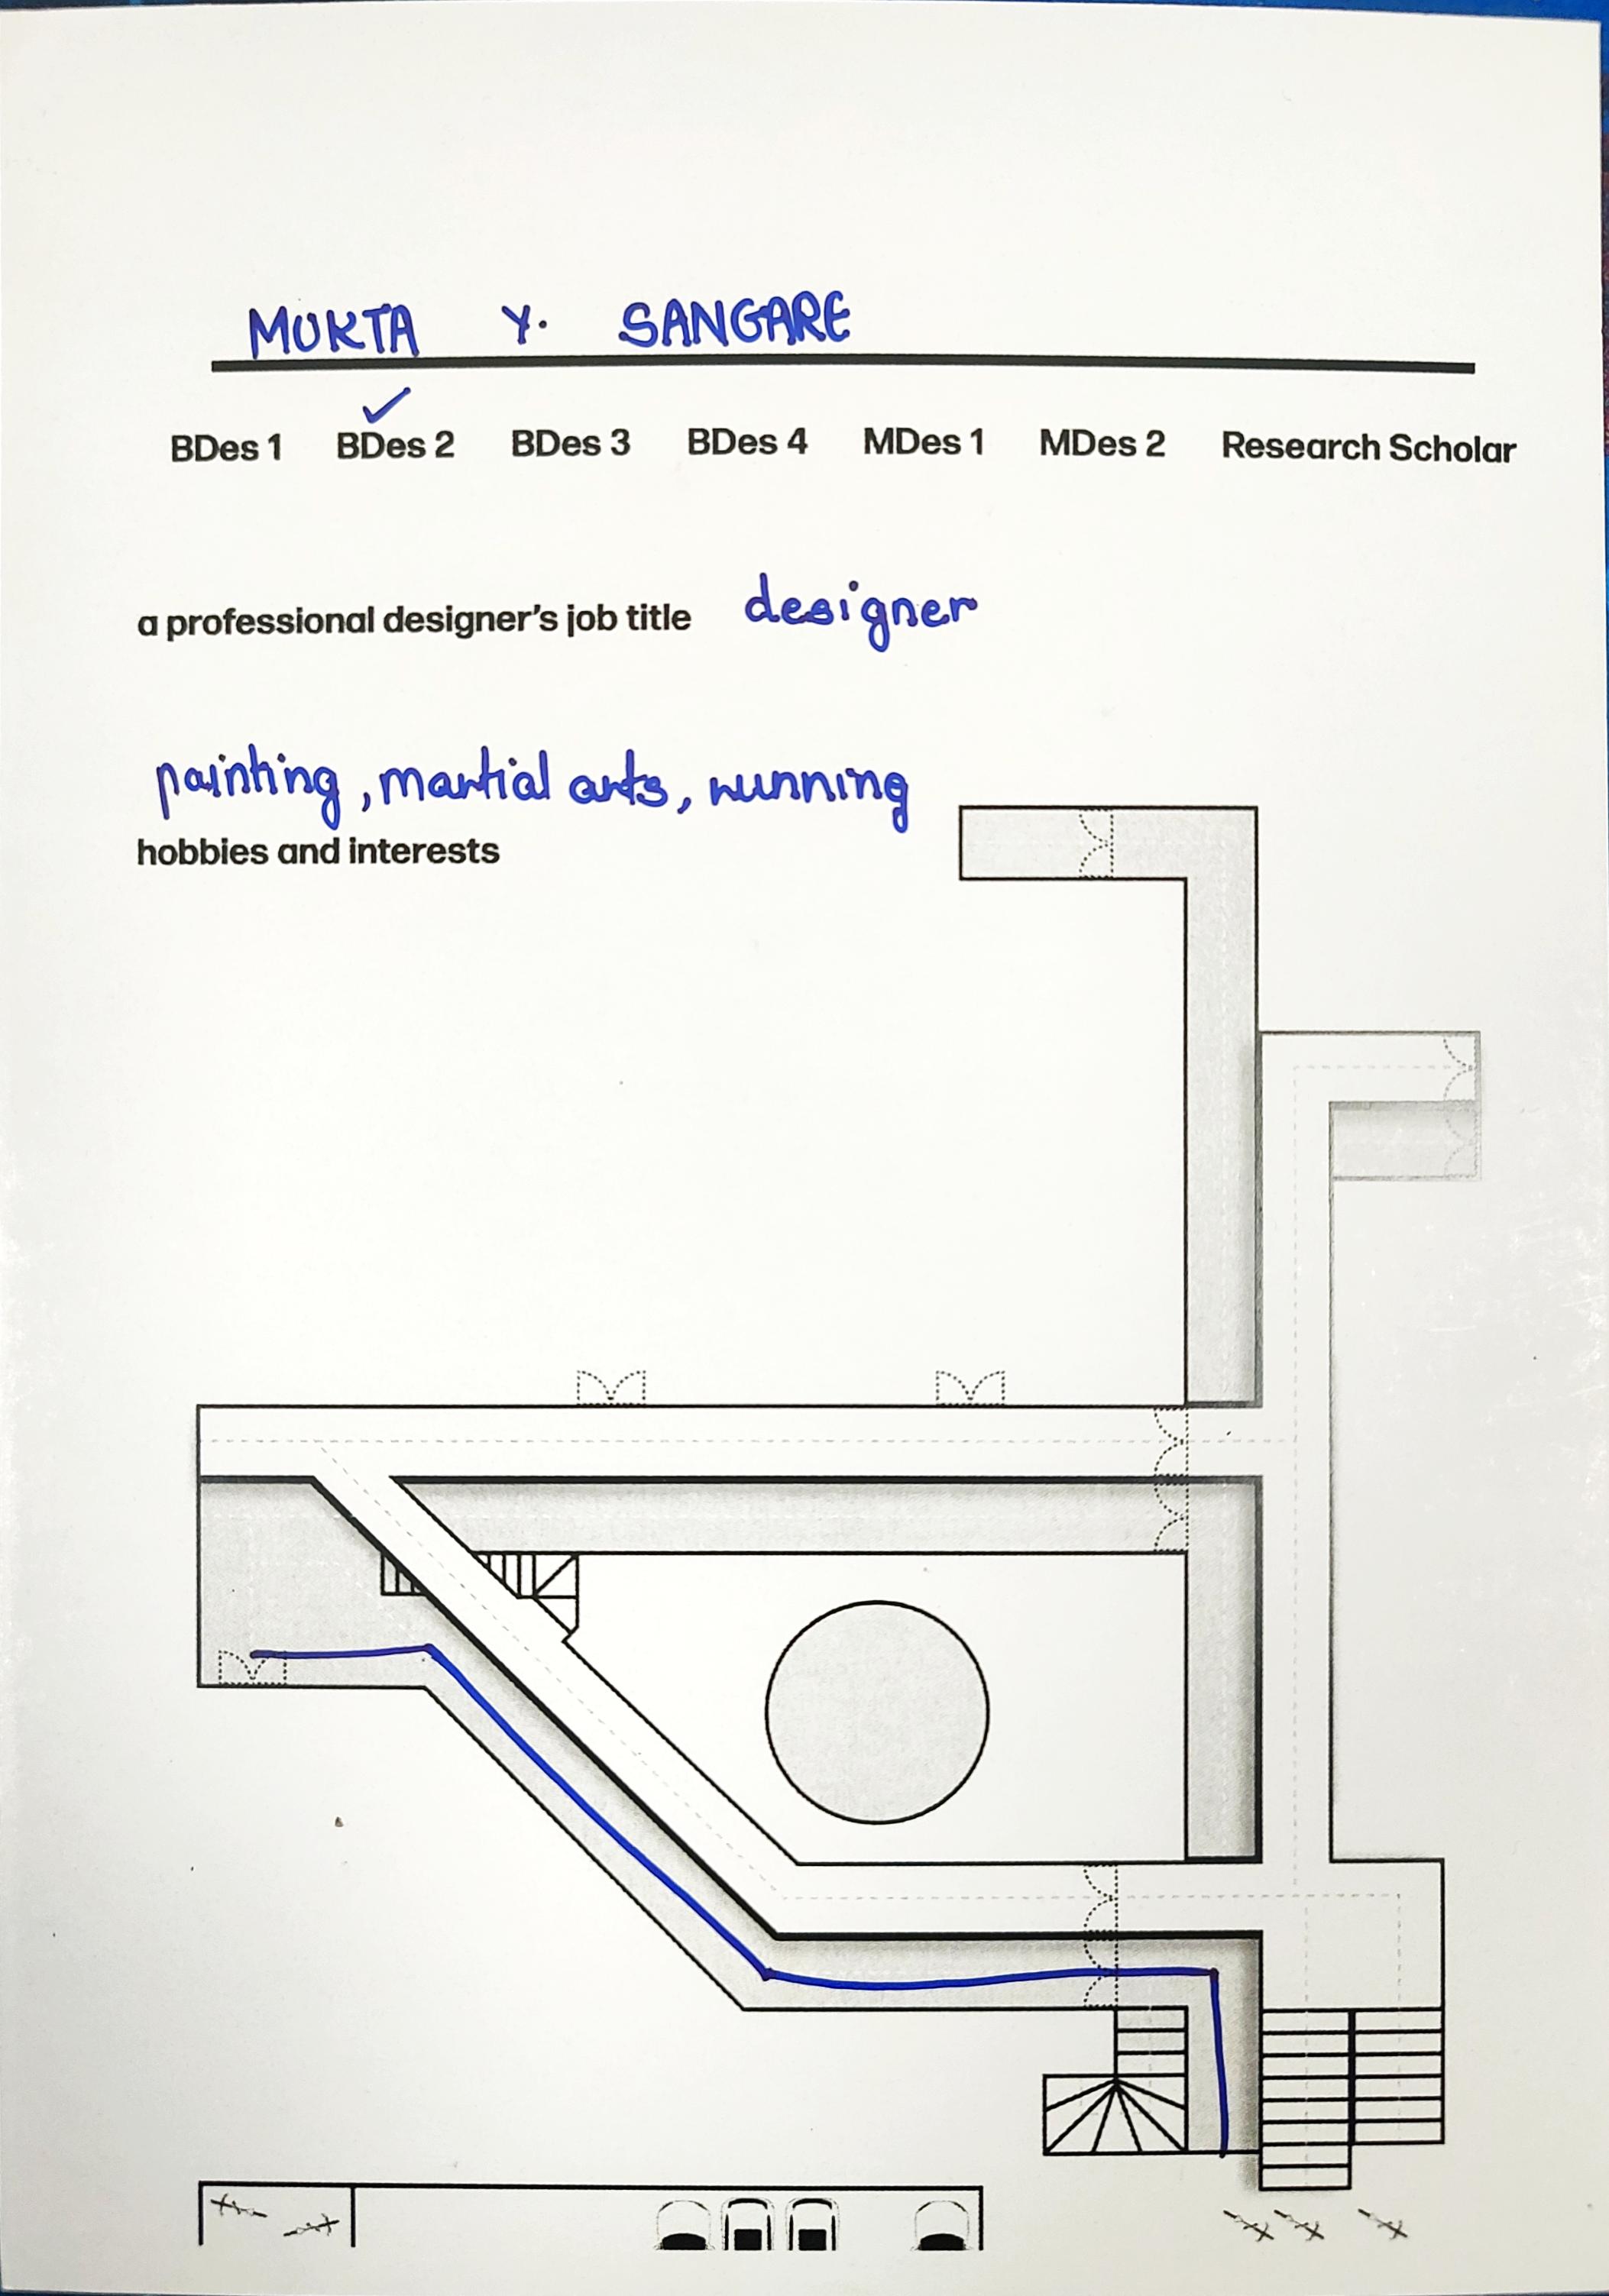 MUKTA Y. SANGARE
BDes 1 BDes 2 BDes 3 BDes 4 MDes 1 MDes 2 Research Scholar
a professional designer's job title designer
painting, martial arts, running
hobbies and interests